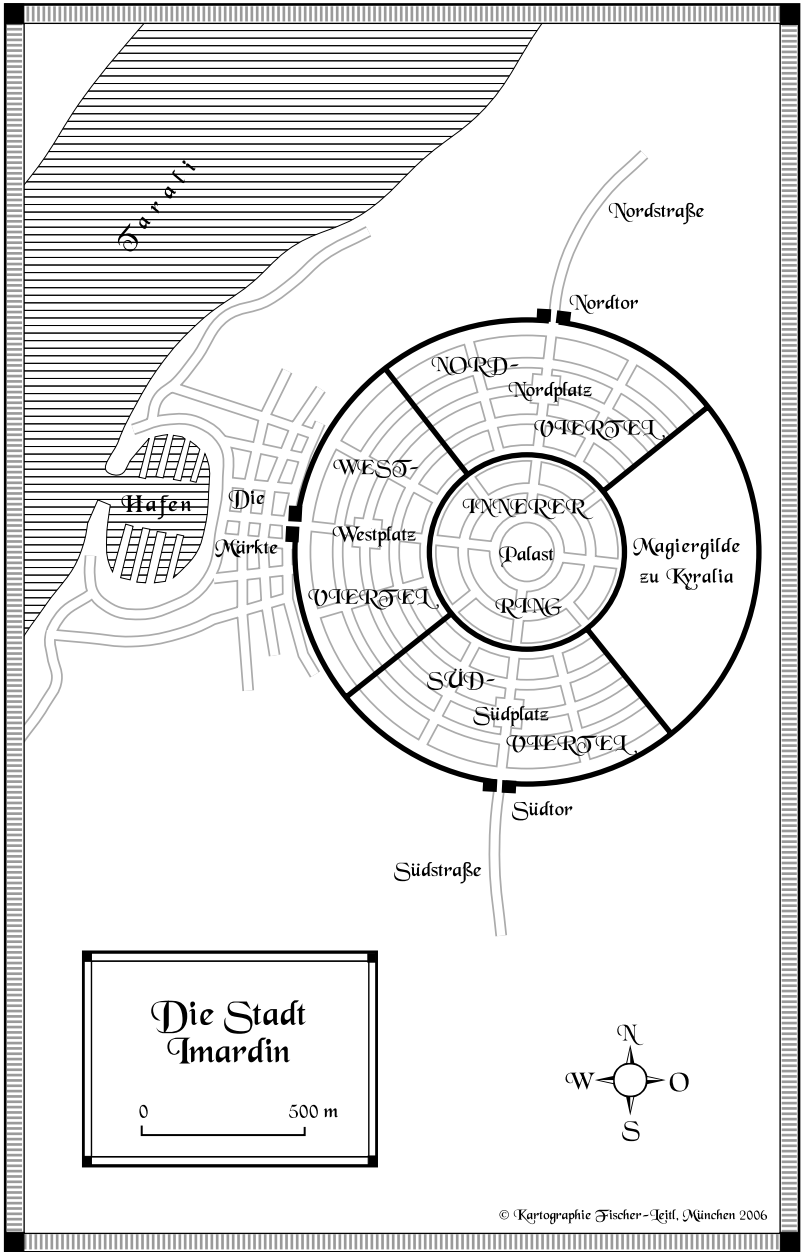 Tarali
Nordstraße
Nordtor
NORD-
Nordplatz
VIERTEL
WEST-
Westplatz
VIERTEL
Hafen
Die
Märkte
INNERER
Palast
RING
Magiergilde
zu Kyralia
SÜD-
Südplatz
VIERTEL
Südtor
Südstraße
Die Stadt
Imardin
0 500 m
N
W O
S
© Kartographie Fischer-Leitl, München 2006